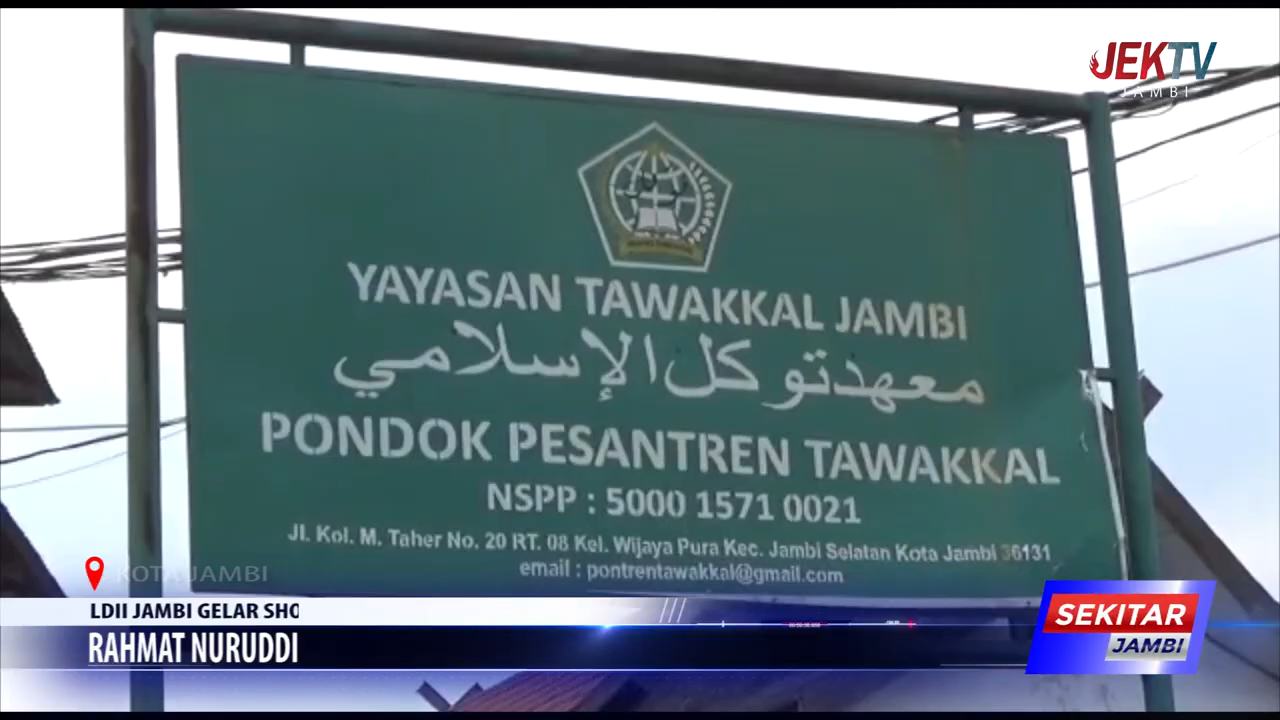 JEKTV
JAMBI
YAYASAN TAWAKKAL JAMBI
معهد توكل الإسلامي
PONDOK PESANTREN TAWAKKAL
NSPP : 5000 1571 0021
Jl. Kol. M. Taher No. 20 RT. 08 Kel. Wijaya Pura Kec. Jambi Selatan Kota Jambi 36131
email : pontrentawakkal@gmail.com
KOTA JAMBI
LDII JAMBI GELAR SHO
RAHMAT NURUDDI
SEKITAR
JAMBI